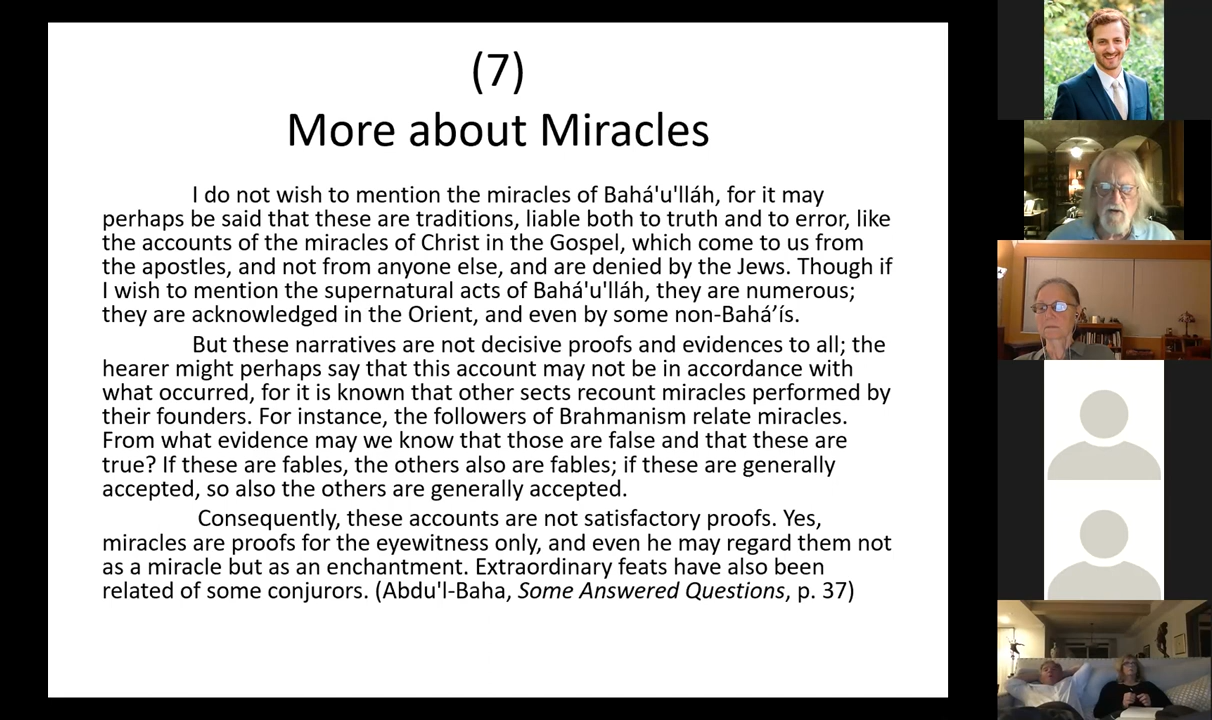 (7)
More about Miracles
I do not wish to mention the miracles of Bahá'u'lláh, for it may
perhaps be said that these are traditions, liable both to truth and to error, like
the accounts of the miracles of Christ in the Gospel, which come to us from
the apostles, and not from anyone else, and are denied by the Jews. Though if
I wish to mention the supernatural acts of Bahá'u'lláh, they are numerous;
they are acknowledged in the Orient, and even by some non-Bahá’ís.
But these narratives are not decisive proofs and evidences to all; the
hearer might perhaps say that this account may not be in accordance with
what occurred, for it is known that other sects recount miracles performed by
their founders. For instance, the followers of Brahmanism relate miracles.
From what evidence may we know that those are false and that these are
true? If these are fables, the others also are fables; if these are generally
accepted, so also the others are generally accepted.
Consequently, these accounts are not satisfactory proofs. Yes,
miracles are proofs for the eyewitness only, and even he may regard them not
as a miracle but as an enchantment. Extraordinary feats have also been
related of some conjurors. (Abdu'l-Baha, Some Answered Questions, p. 37)